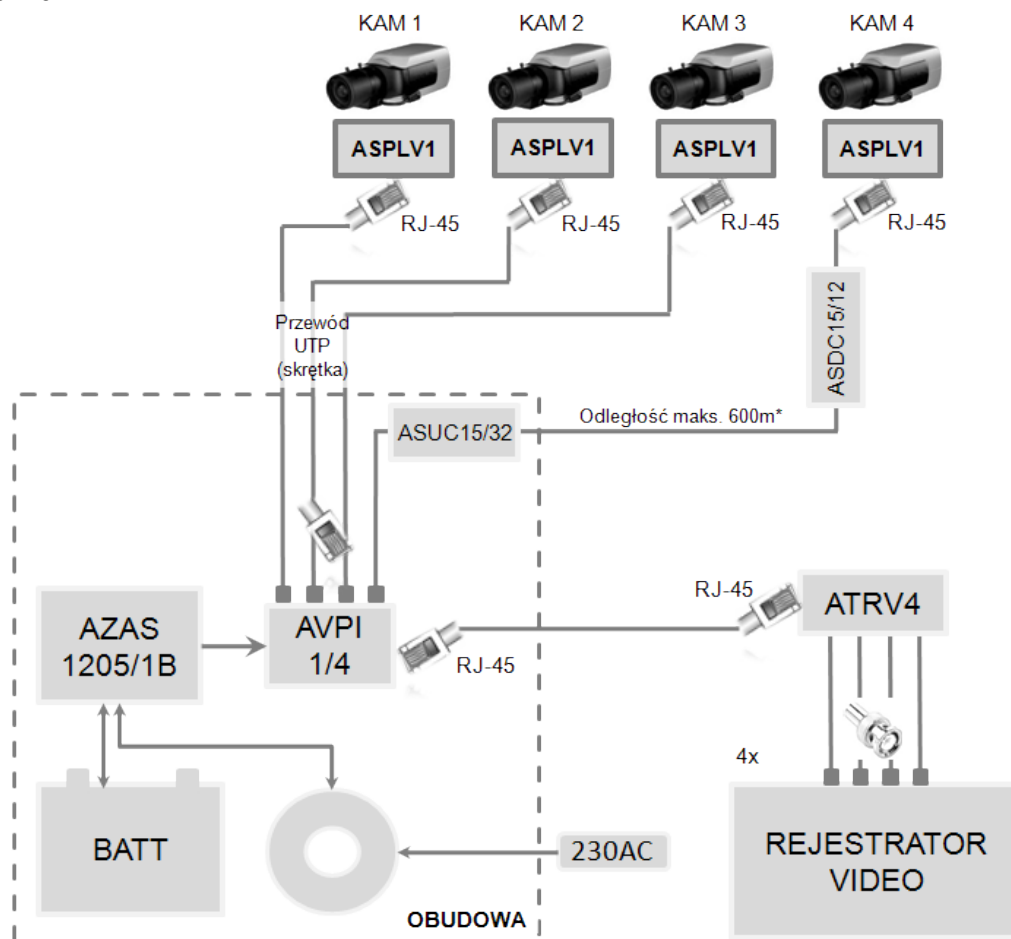 KAM 1
KAM 2
KAM 3
KAM 4
ASPLV1
ASPLV1
ASPLV1
ASPLV1
RJ-45
RJ-45
RJ-45
RJ-45
ASDC15/12
Przewód
UTP
(skrętka)
ASUC15/32
Odległość maks. 600m*
AZAS
1205/1B
AVPI
1/4
RJ-45
RJ-45
ATRV4
4x
BATT
230AC
REJESTRATOR
VIDEO
OBUDOWA